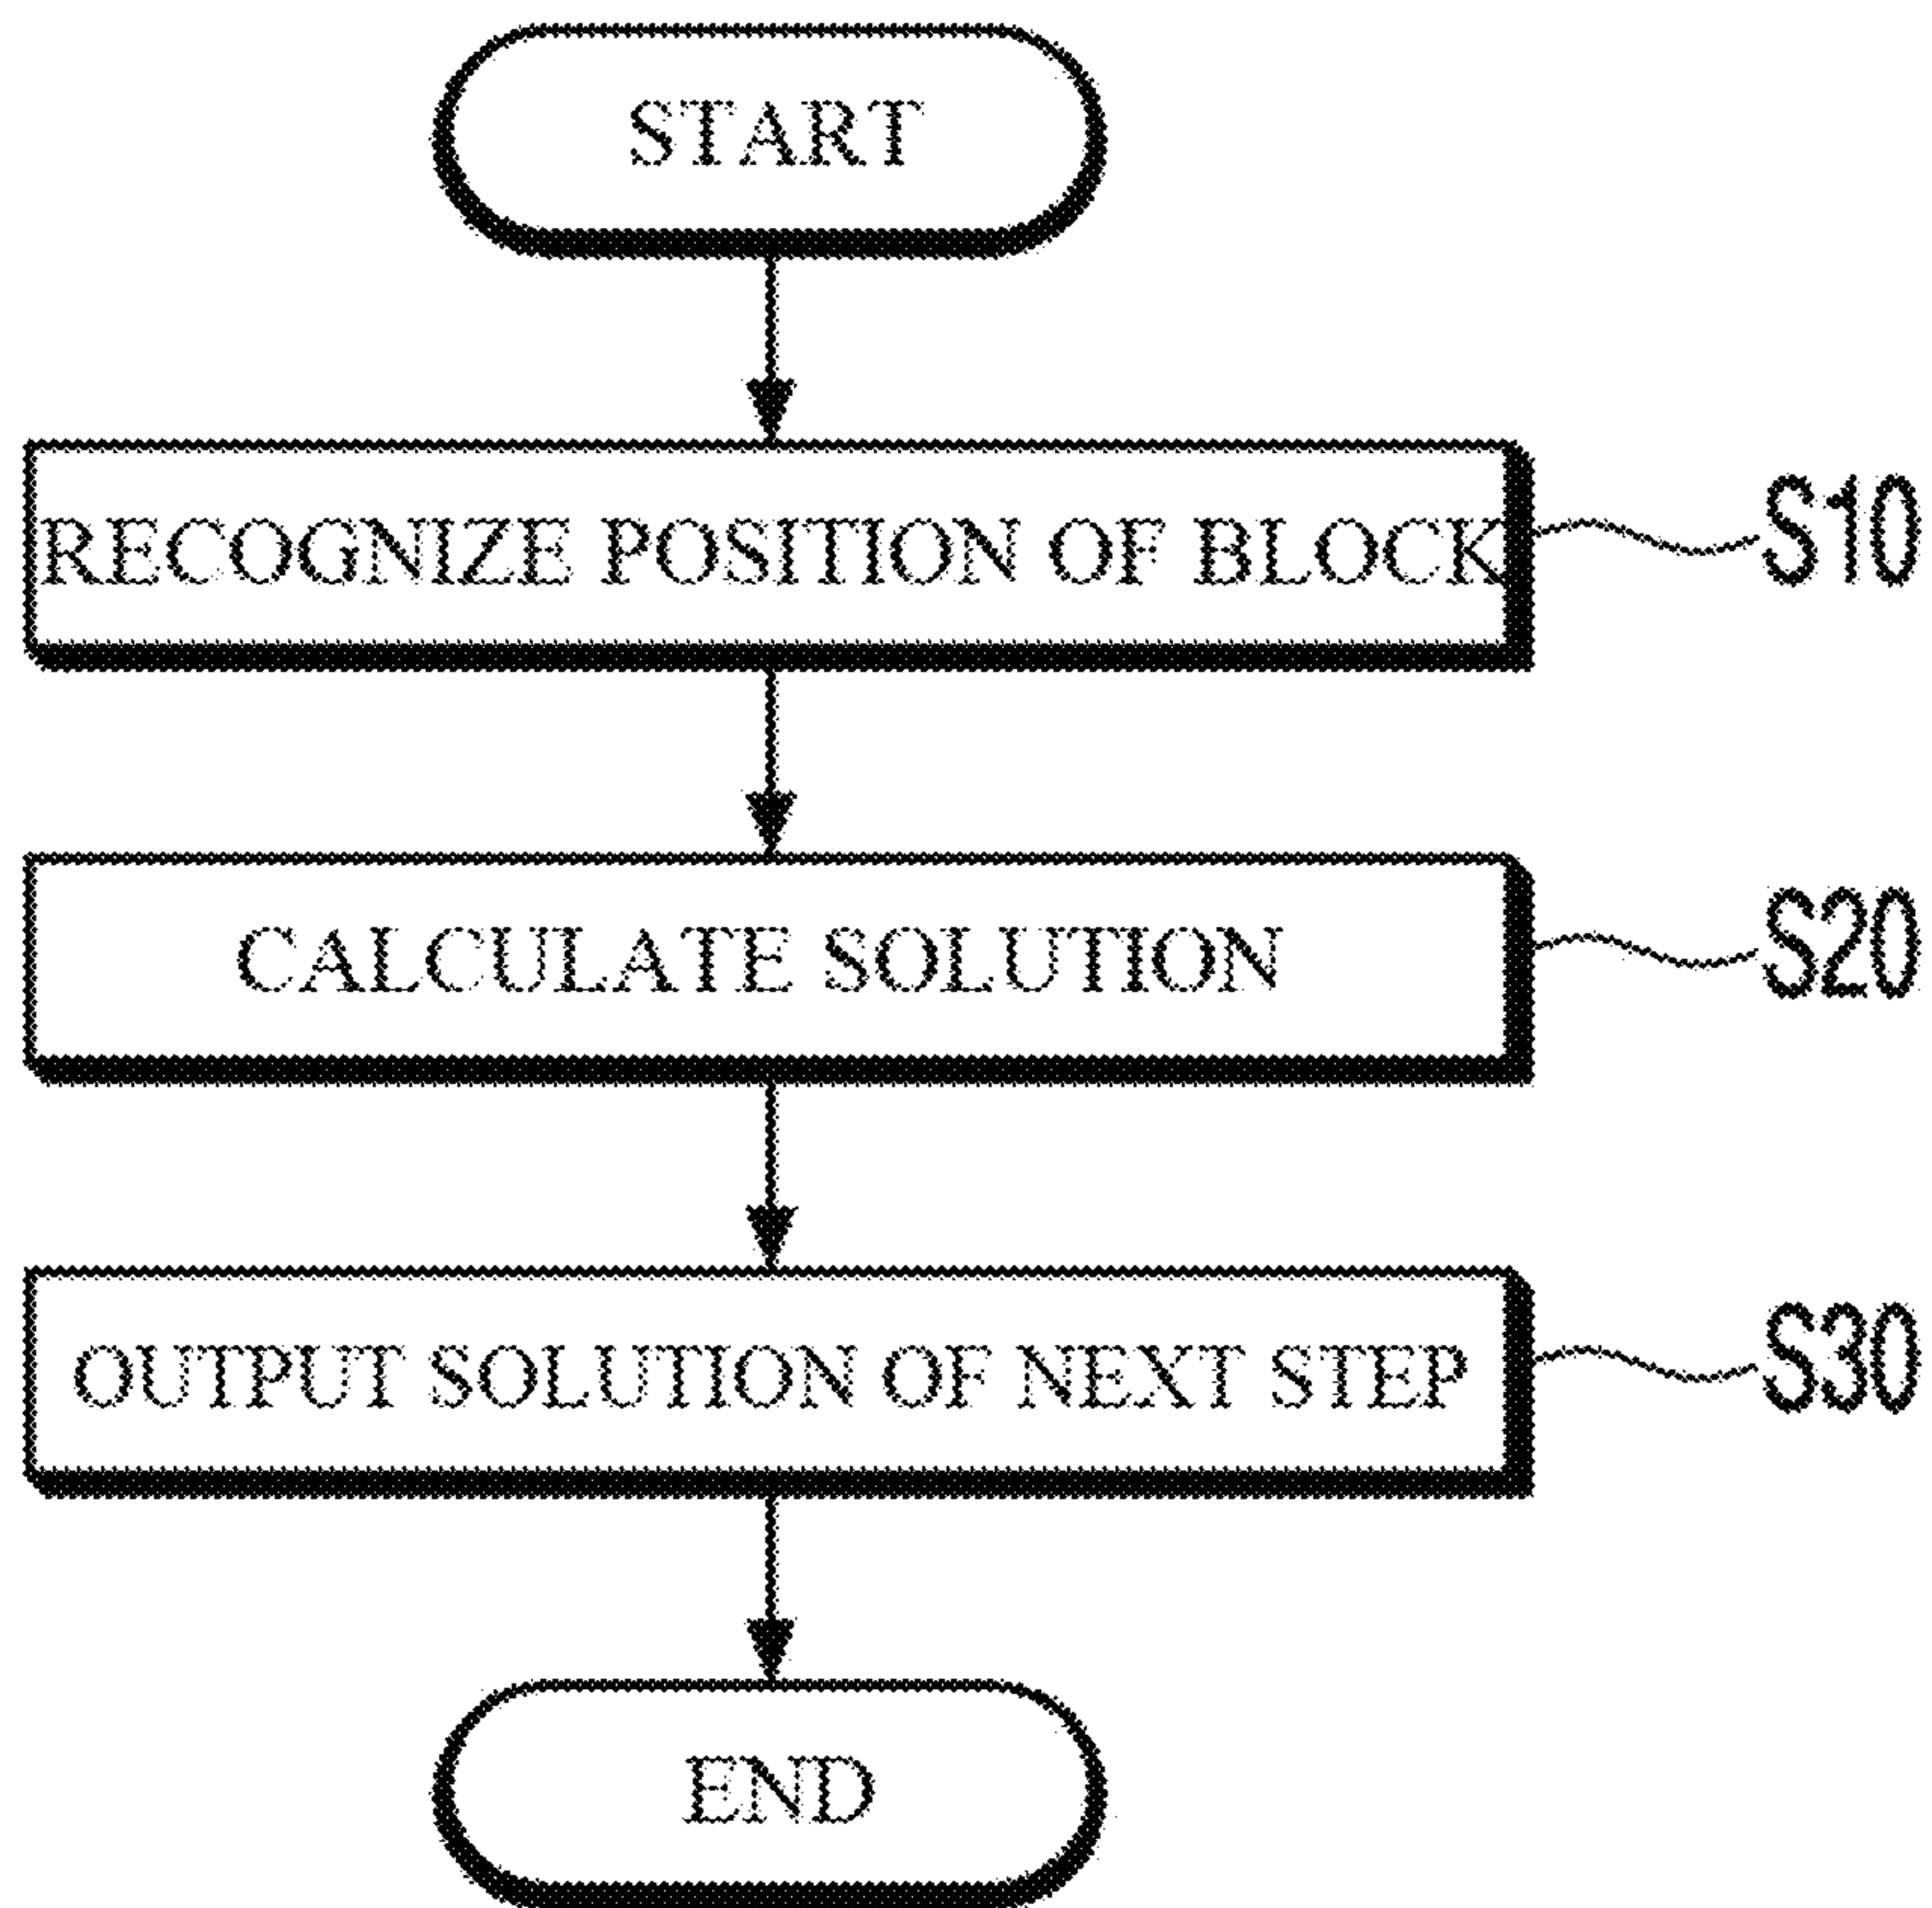 START
RECOGNIZE POSITION OF BLOCK
S10
CALCULATE SOLUTION
S20
OUTPUT SOLUTION OF NEXT STEP
S30
END